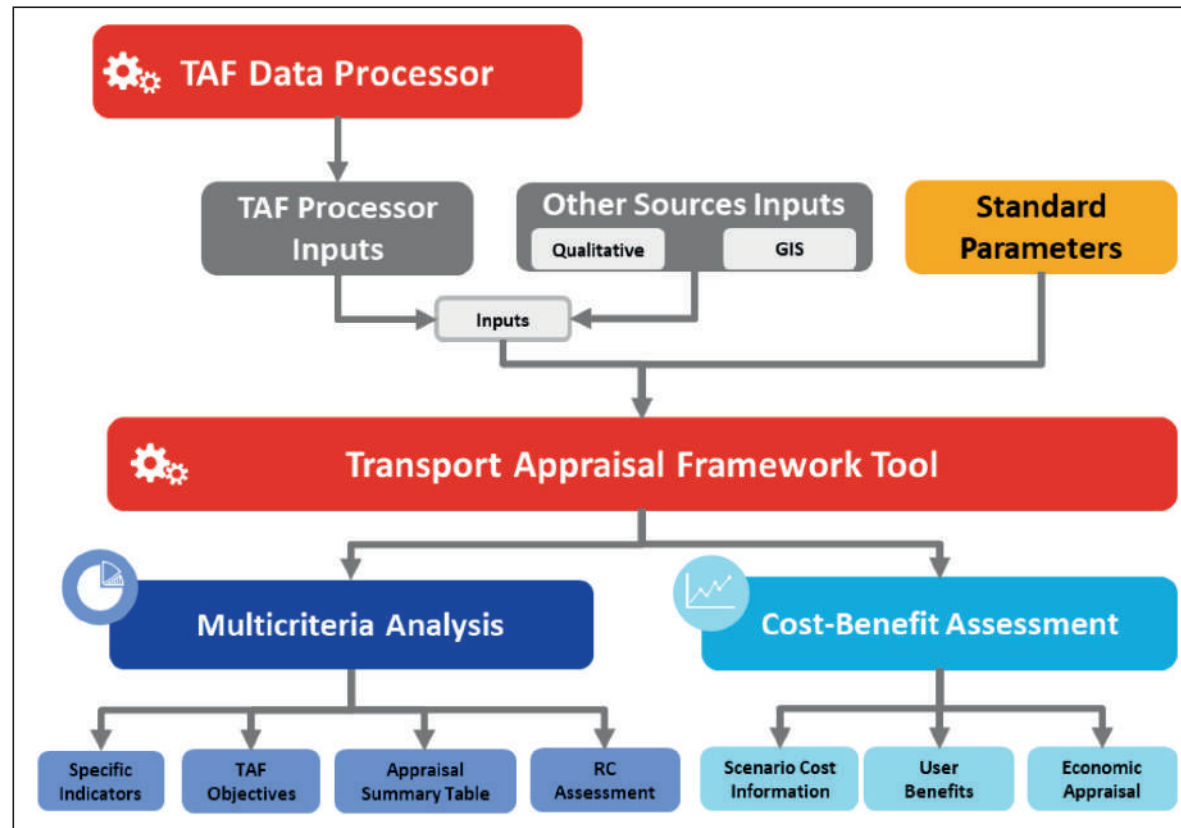 TAF Data Processor
TAF Processor
Inputs
Other Sources Inputs
Qualitative
GIS
Standard
Parameters
Inputs
Transport Appraisal Framework Tool
Multicriteria Analysis
Cost-Benefit Assessment
Specific
Indicators
TAF
Objectives
Appraisal
Summary Table
RC
Assessment
Scenario Cost
Information
User
Benefits
Economic
Appraisal